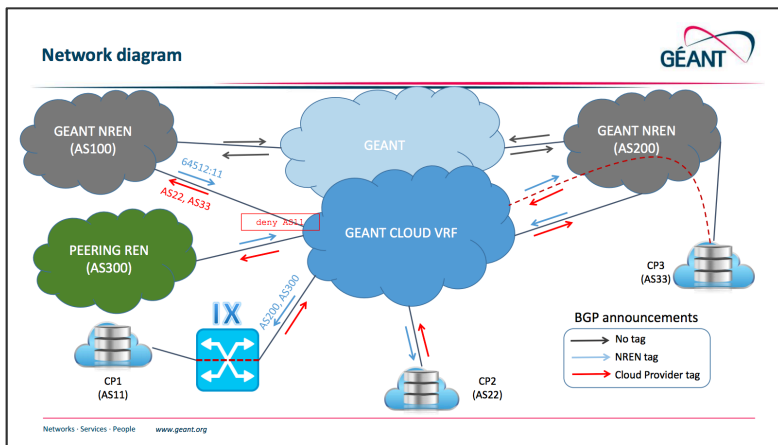 Network diagram
GÉANT
GEANT NREN
(AS100)
GEANT
GEANT NREN
(AS200)
64512:11
AS22, AS33
deny AS11
GEANT CLOUD VRF
PEERING REN
(AS300)
AS200, AS300
CP3
(AS33)
IX
BGP announcements
No tag
NREN tag
Cloud Provider tag
CP1
(AS11)
CP2
(AS22)
Networks · Services · People
www.geant.org